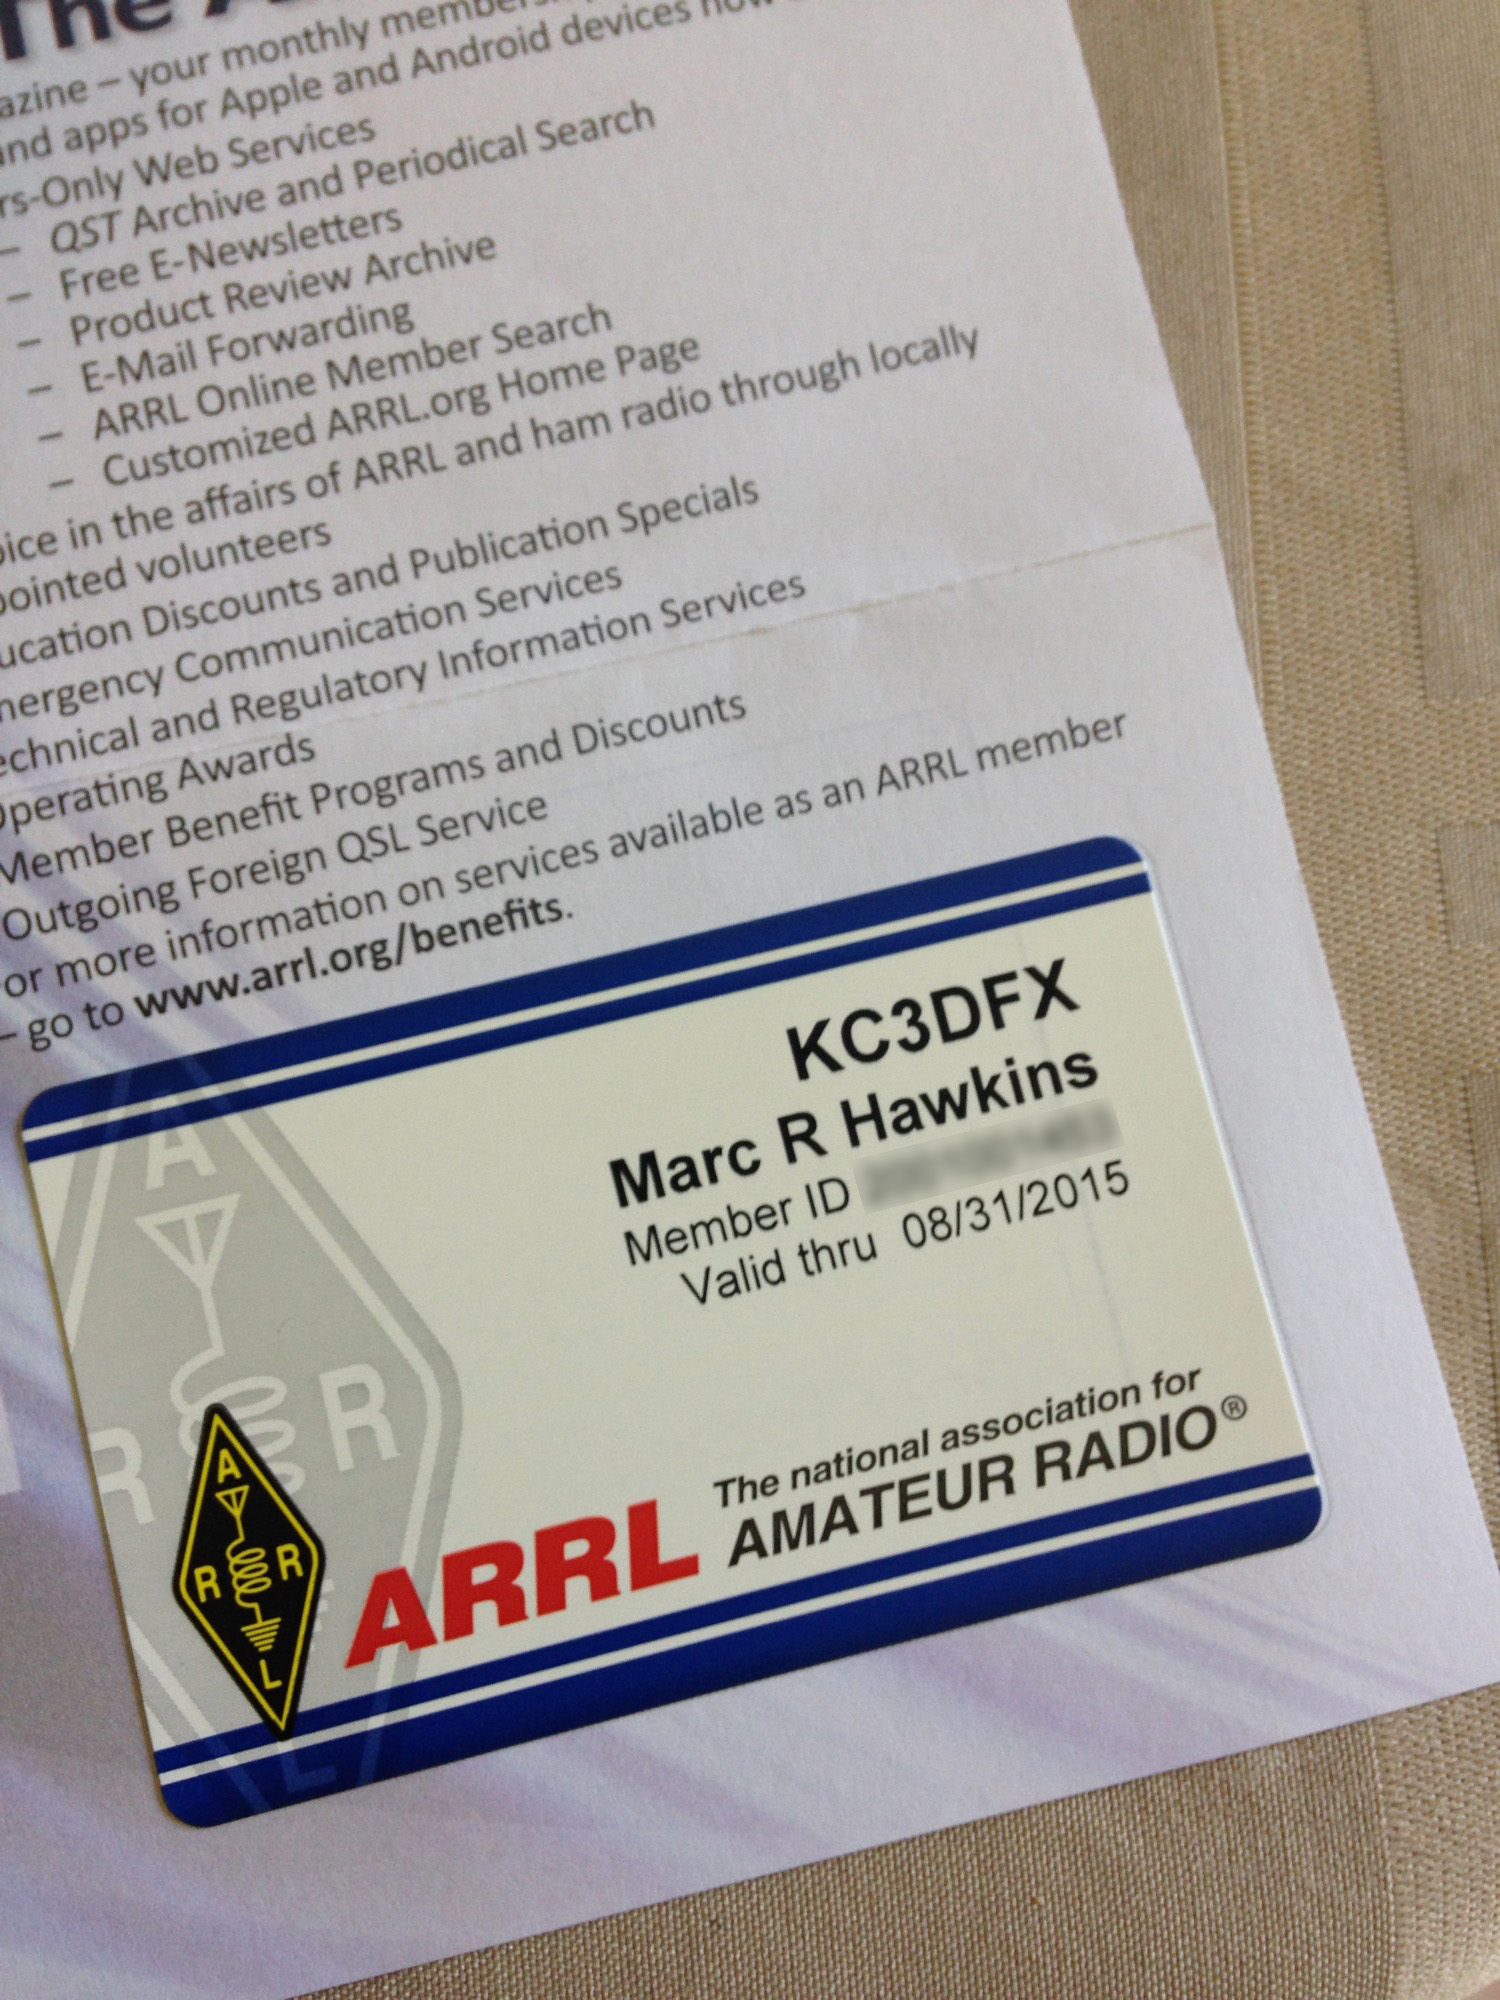 The
azine – your monthly
and apps for Apple and Android devices
rs-Only Web Services
– QST Archive and Periodical Search
– Free E-Newsletters
– Product Review Archive
– E-Mail Forwarding
– ARRL Online Member Search
– Customized ARRL.org Home Page
oice in the affairs of ARRL and ham radio through locally
pointed volunteers
ucation Discounts and Publication Specials
mergency Communication Services
echnical and Regulatory Information Services
Operating Awards
Member Benefit Programs and Discounts
Outgoing Foreign QSL Service
or more information on services available as an ARRL member
– go to www.arrl.org/benefits.
KC3DFX
Marc R Hawkins
Member ID
Valid thru 08/31/2015
A
R R
L
A
R R
L
ARRL
The national association for
AMATEUR RADIO®